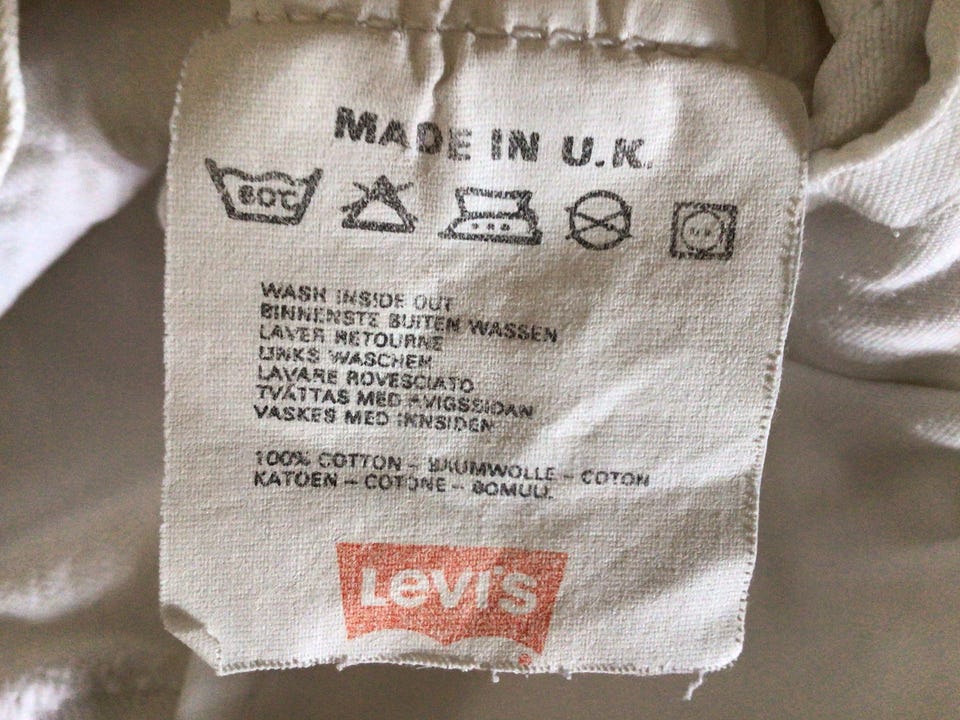 MADE IN U.K.
60°C
WASH INSIDE OUT
BINNENSTE BUITEN WASSEN
LAVER RETOURNE
LINKS WASCHEN
LAVARE ROVESCIATO
TVÄTTAS MED AVIGSSIDAN
VASKES MED INNSIDEN
100% COTTON – BAUMWOLLE – COTON
KATOEN – COTONE – BOMULL
LEVI'S
®